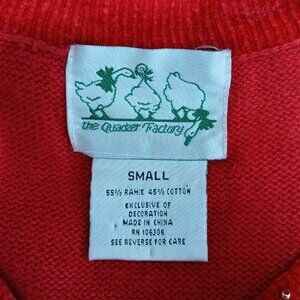 the Quacker Factory
SMALL
55% RAMIE 45% COTTON
EXCLUSIVE OF
DECORATION
MADE IN CHINA
RN 106306
SEE REVERSE FOR CARE